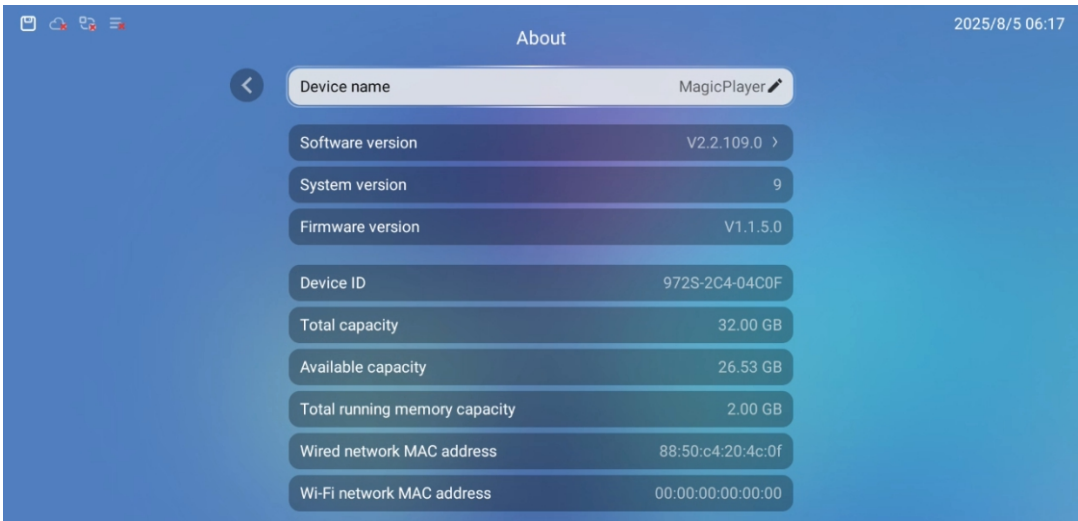 2025/8/5 06:17
About
Device name MagicPlayer
Software version V2.2.109.0
System version 9
Firmware version V1.1.5.0
Device ID 972S-2C4-04C0F
Total capacity 32.00 GB
Available capacity 26.53 GB
Total running memory capacity 2.00 GB
Wired network MAC address 88:50:c4:20:4c:0f
Wi-Fi network MAC address 00:00:00:00:00:00